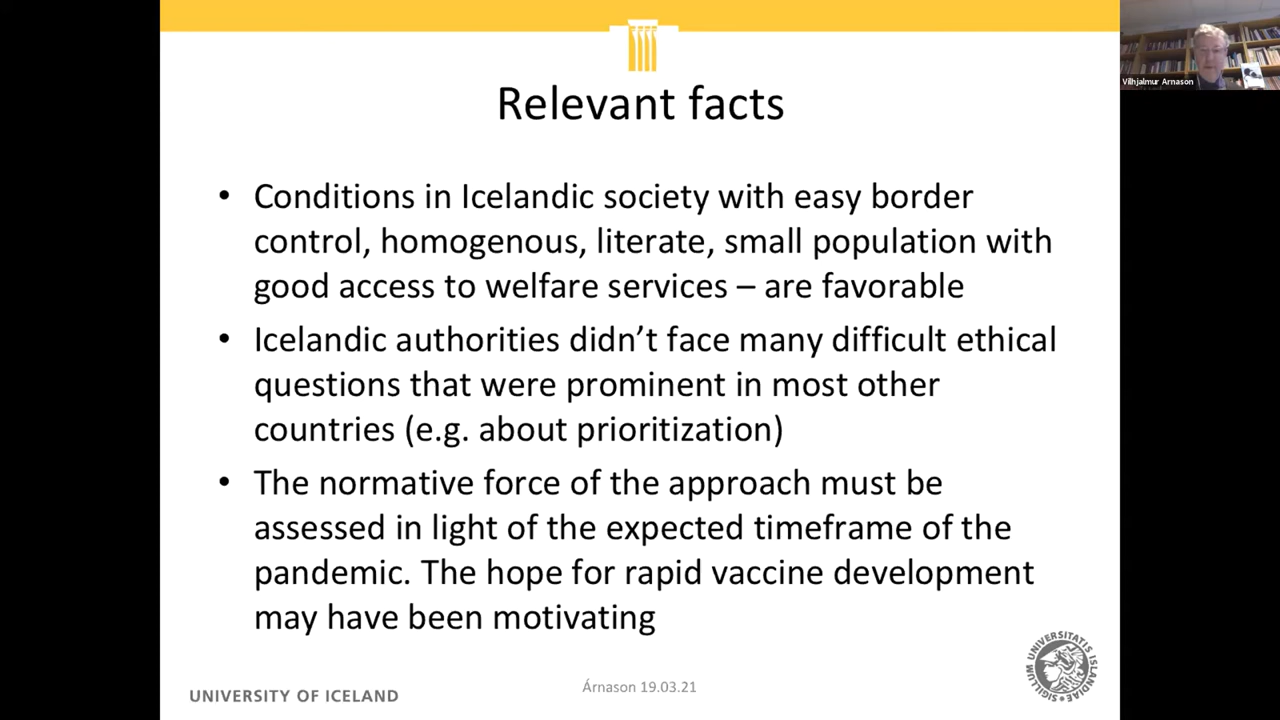 Vilhjalmur Arnason
Relevant facts
• Conditions in Icelandic society with easy border
control, homogenous, literate, small population with
good access to welfare services – are favorable
• Icelandic authorities didn’t face many difficult ethical
questions that were prominent in most other
countries (e.g. about prioritization)
• The normative force of the approach must be
assessed in light of the expected timeframe of the
pandemic. The hope for rapid vaccine development
may have been motivating
UNIVERSITY OF ICELAND
Árnason 19.03.21
SIGILLUM UNIVERSITATIS ISLANDIAE